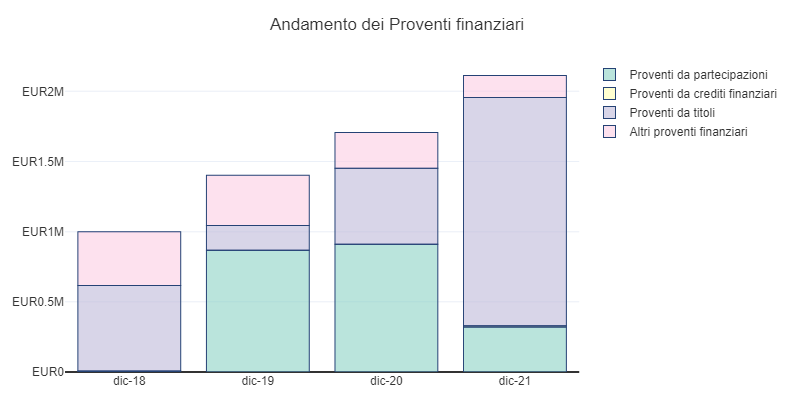 Andamento dei Proventi finanziari
EUR2M
EUR1.5M
EUR1M
EUR0.5M
EUR0
dic-18
dic-19
dic-20
dic-21
Proventi da partecipazioni
Proventi da crediti finanziari
Proventi da titoli
Altri proventi finanziari